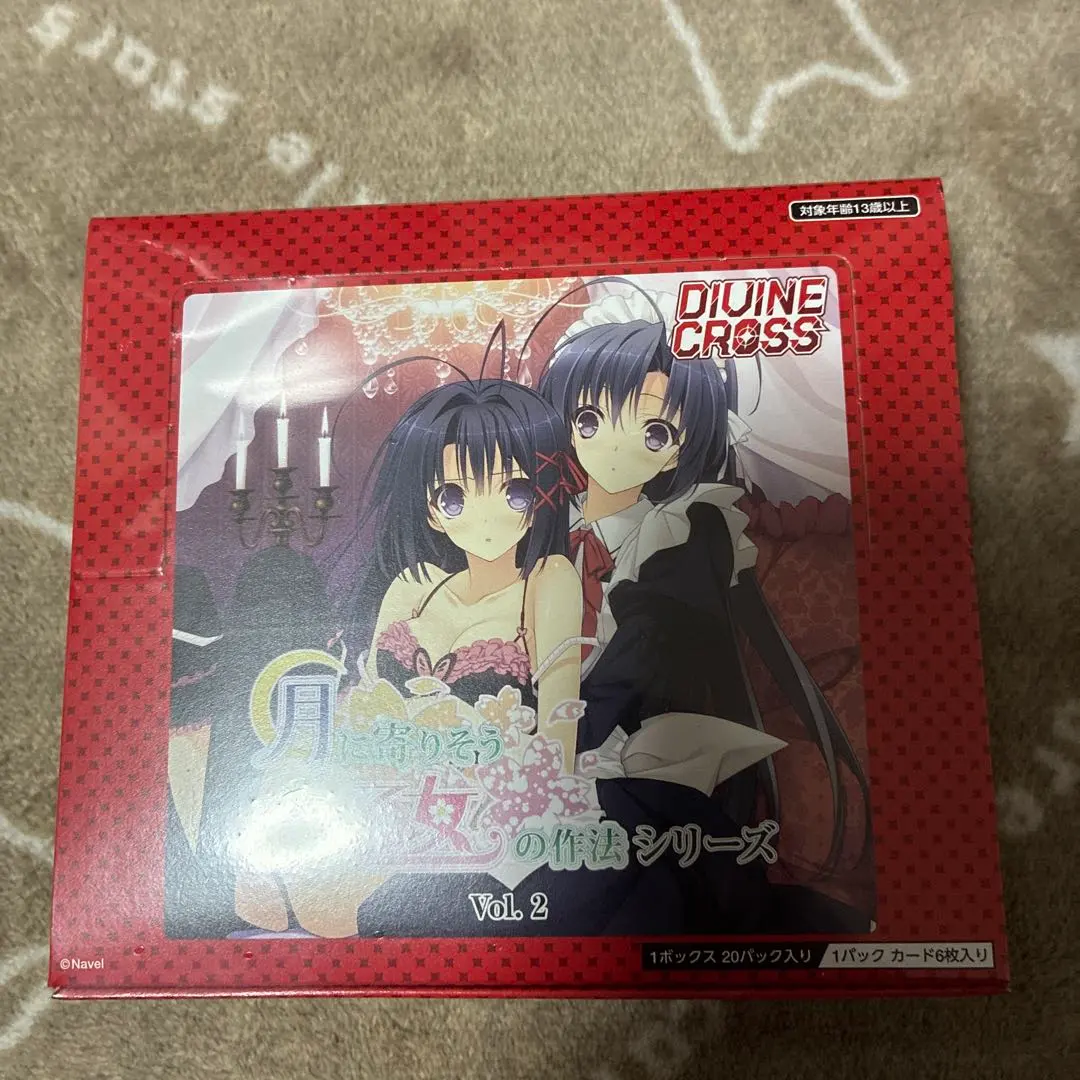 対象年齢13歳以上
DIVINE
CROSS
月に寄りそう
乙女の作法 シリーズ
Vol. 2
©Navel
1ボックス 20パック入り
1パック カード6枚入り